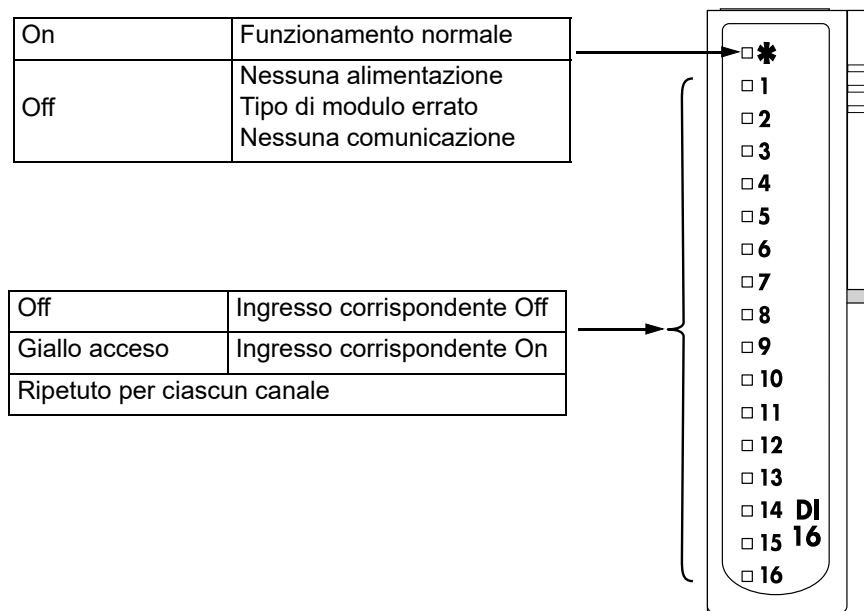 On Funzionamento normale
Off Nessuna alimentazione
Tipo di modulo errato
Nessuna comunicazione
Off Ingresso corrispondente Off
Giallo acceso Ingresso corrispondente On
Ripetuto per ciascun canale
✱
1
2
3
4
5
6
7
8
9
10
11
12
13
14
15
16
DI
16